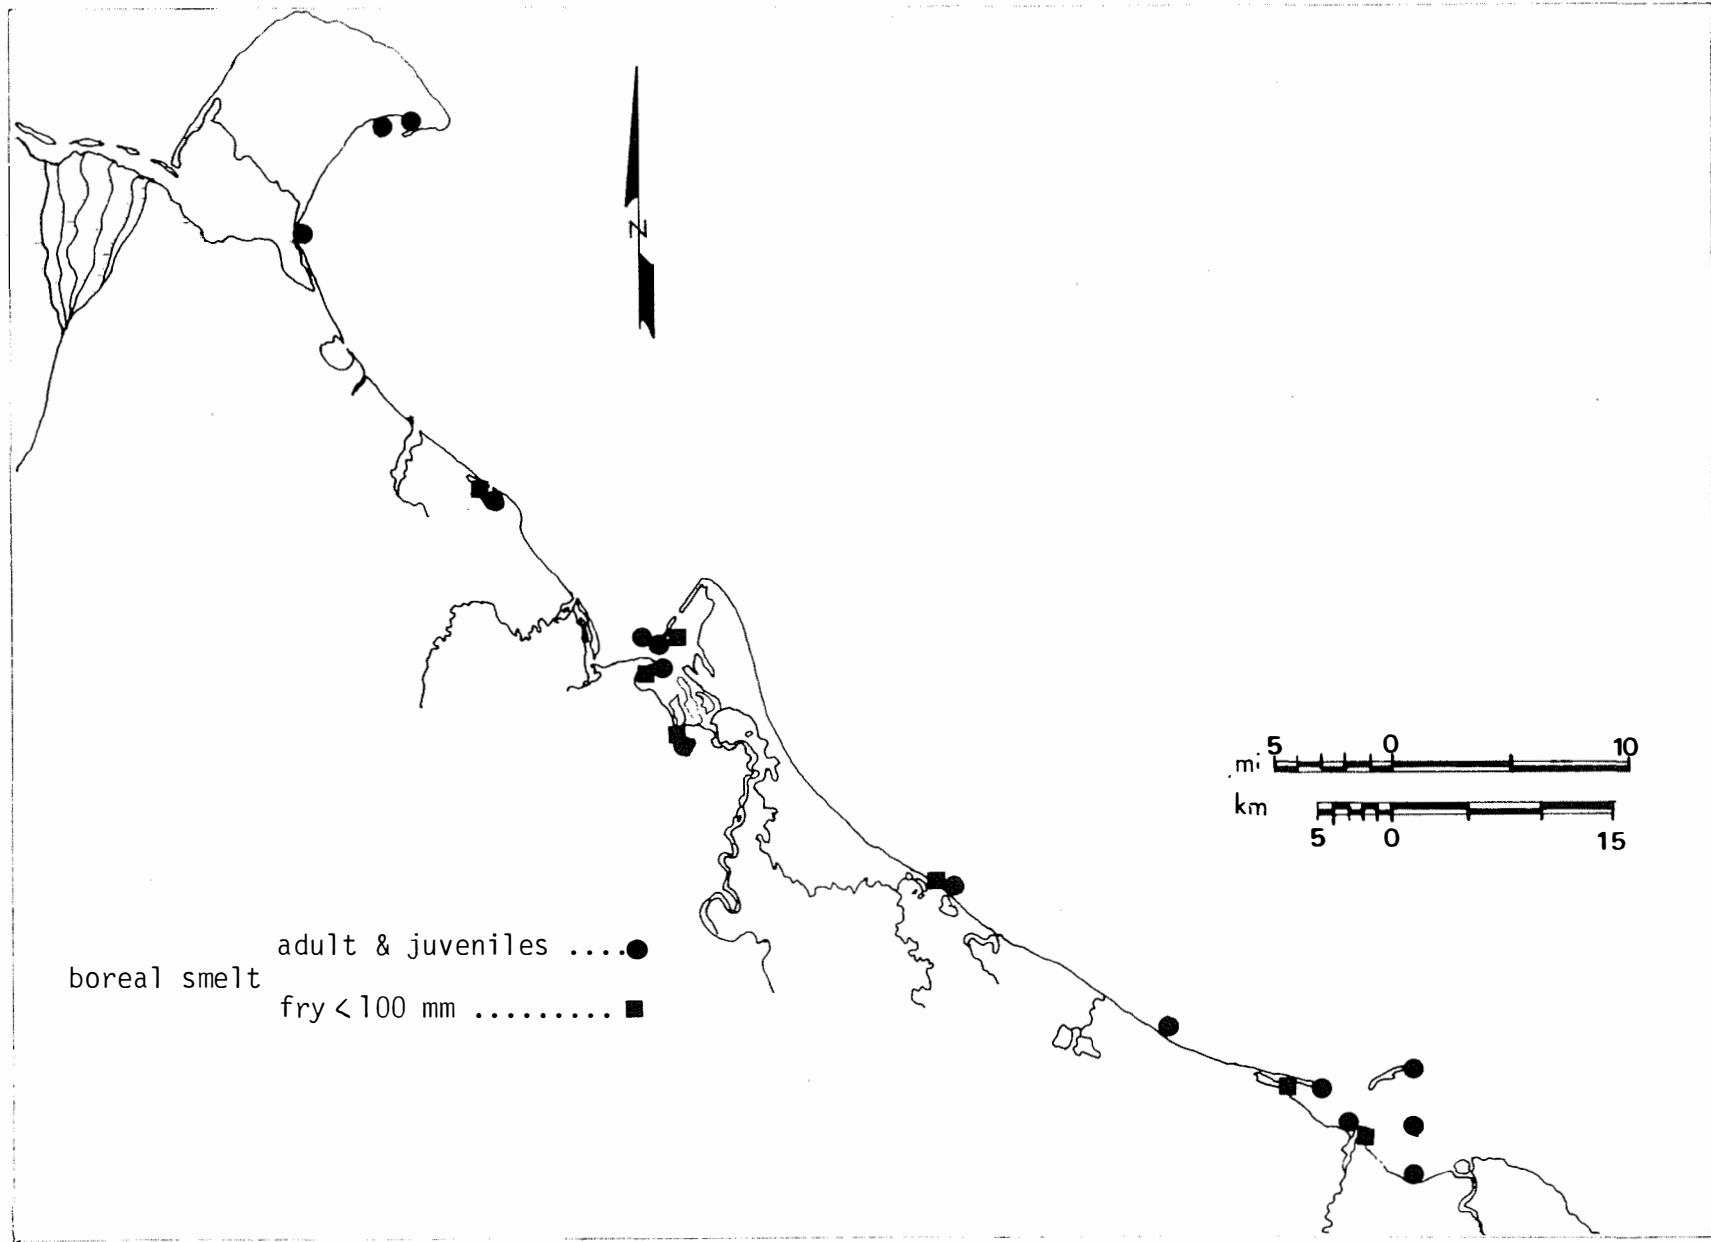 N
5 0 10
mi
km
5 0 15
adult & juveniles ....
boreal smelt
fry < 100 mm .........